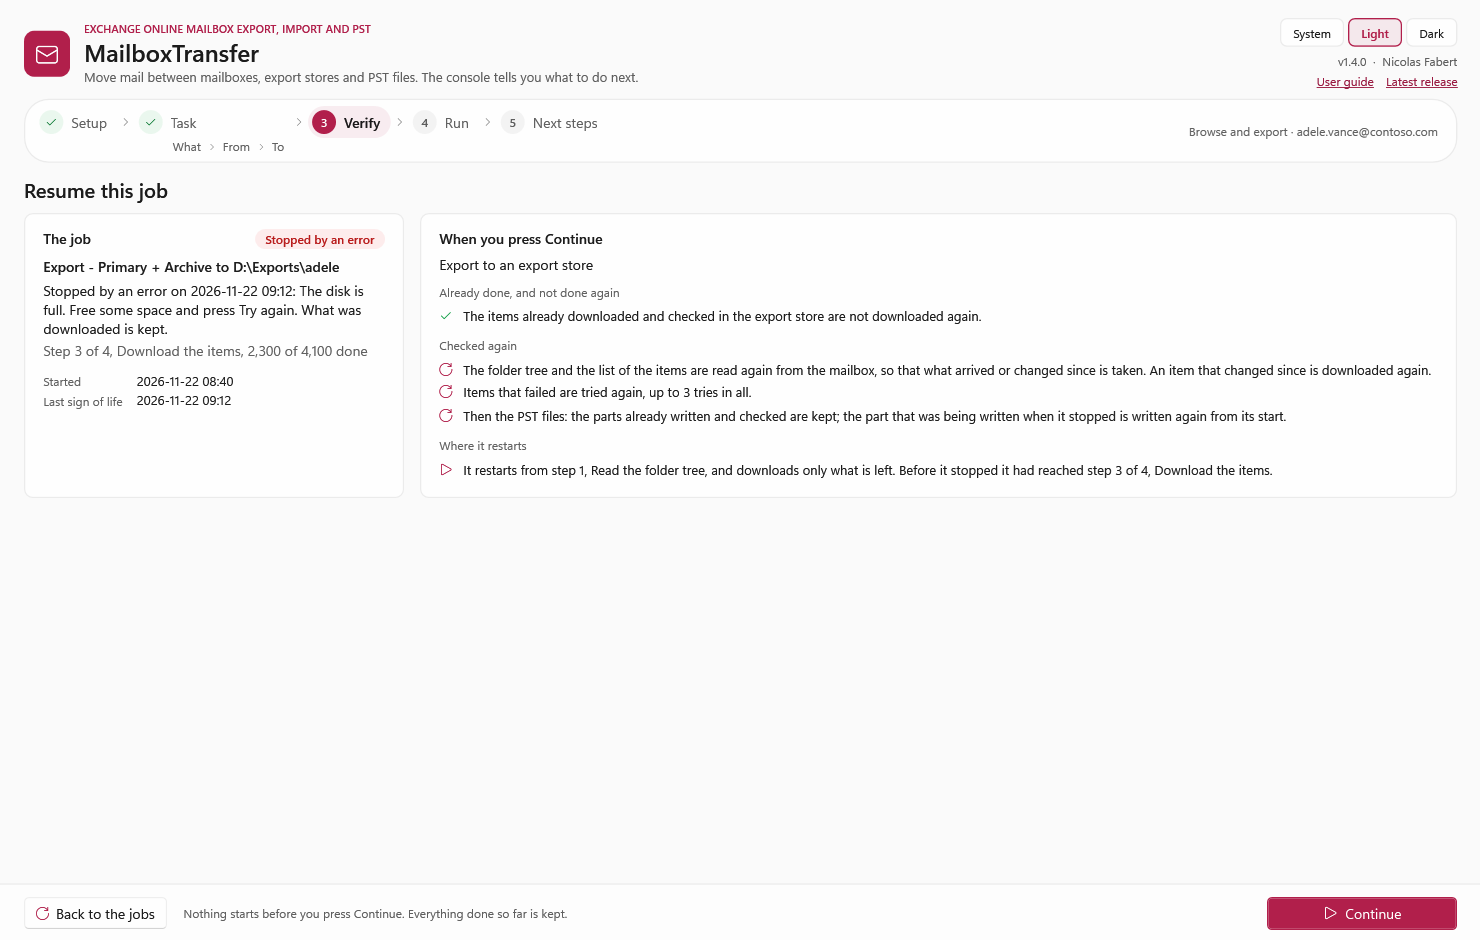 EXCHANGE ONLINE MAILBOX EXPORT, IMPORT AND PST
MailboxTransfer
Move mail between mailboxes, export stores and PST files. The console tells you what to do next.
System
Light
Dark
v1.4.0 · Nicolas Fabert
User guide
Latest release
Setup
Task
3 Verify
4 Run
5 Next steps
What > From > To
Browse and export · adele.vance@contoso.com
Resume this job
The job
Stopped by an error
Export - Primary + Archive to D:\Exports\adele
Stopped by an error on 2026-11-22 09:12: The disk is
full. Free some space and press Try again. What was
downloaded is kept.
Step 3 of 4, Download the items, 2,300 of 4,100 done
Started 2026-11-22 08:40
Last sign of life 2026-11-22 09:12
When you press Continue
Export to an export store
Already done, and not done again
The items already downloaded and checked in the export store are not downloaded again.
Checked again
The folder tree and the list of the items are read again from the mailbox, so that what arrived or changed since is taken. An item that changed since is downloaded again.
Items that failed are tried again, up to 3 tries in all.
Then the PST files: the parts already written and checked are kept; the part that was being written when it stopped is written again from its start.
Where it restarts
It restarts from step 1, Read the folder tree, and downloads only what is left. Before it stopped it had reached step 3 of 4, Download the items.
Back to the jobs
Nothing starts before you press Continue. Everything done so far is kept.
Continue